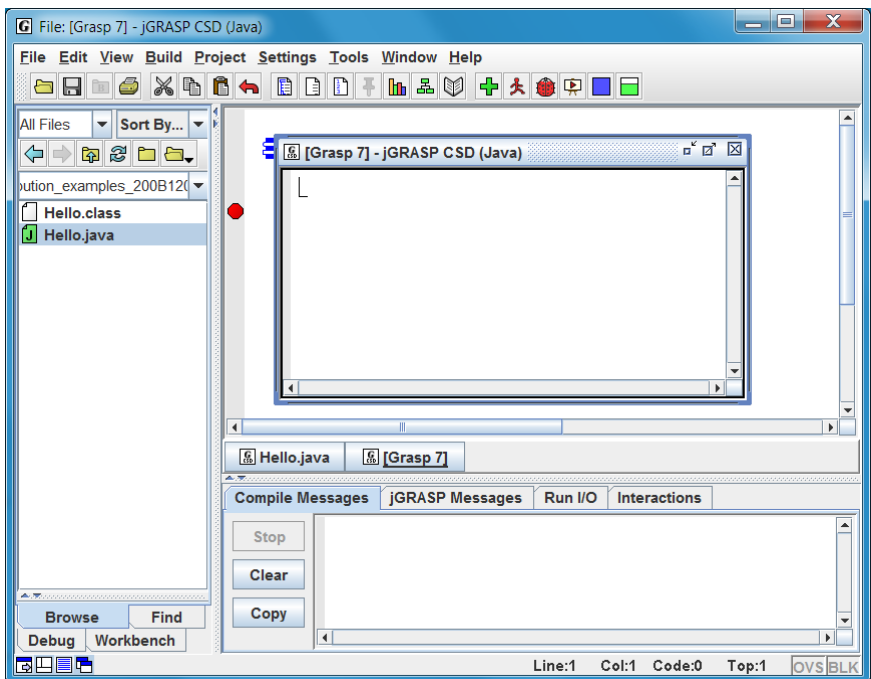 File: [Grasp 7] - jGRASP CSD (Java)
File Edit View Build Project Settings Tools Window Help
All Files
Sort By...
bution_examples_200B120
Hello.class
Hello.java
[Grasp 7] - jGRASP CSD (Java)
Hello.java
[Grasp 7]
Compile Messages
jGRASP Messages
Run I/O
Interactions
Stop
Clear
Copy
Browse
Find
Debug
Workbench
Line:1 Col:1 Code:0 Top:1 OVS BLK